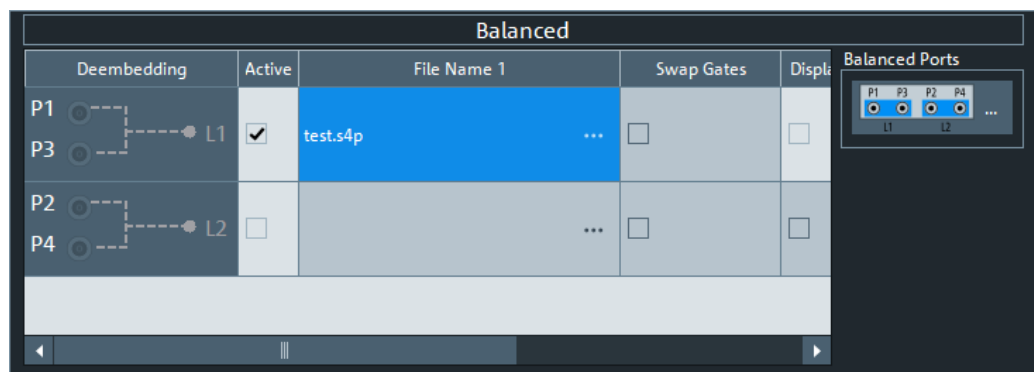 Balanced
Deembedding Active File Name 1 Swap Gates Displa
Balanced Ports
P1 P3 P2 P4
...
L1 L2
P1
L1
P3
test.s4p ...
P2
L2
P4
...